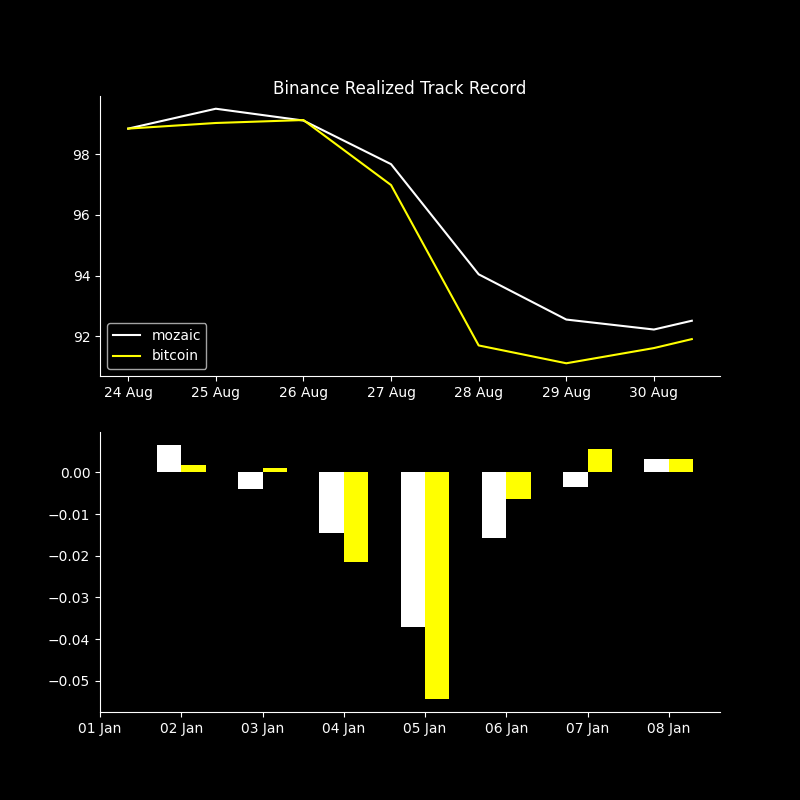 Binance Realized Track Record
98
96
94
92
mozaic
bitcoin
24 Aug 25 Aug 26 Aug 27 Aug 28 Aug 29 Aug 30 Aug
0.00
−0.01
−0.02
−0.03
−0.04
−0.05
01 Jan 02 Jan 03 Jan 04 Jan 05 Jan 06 Jan 07 Jan 08 Jan